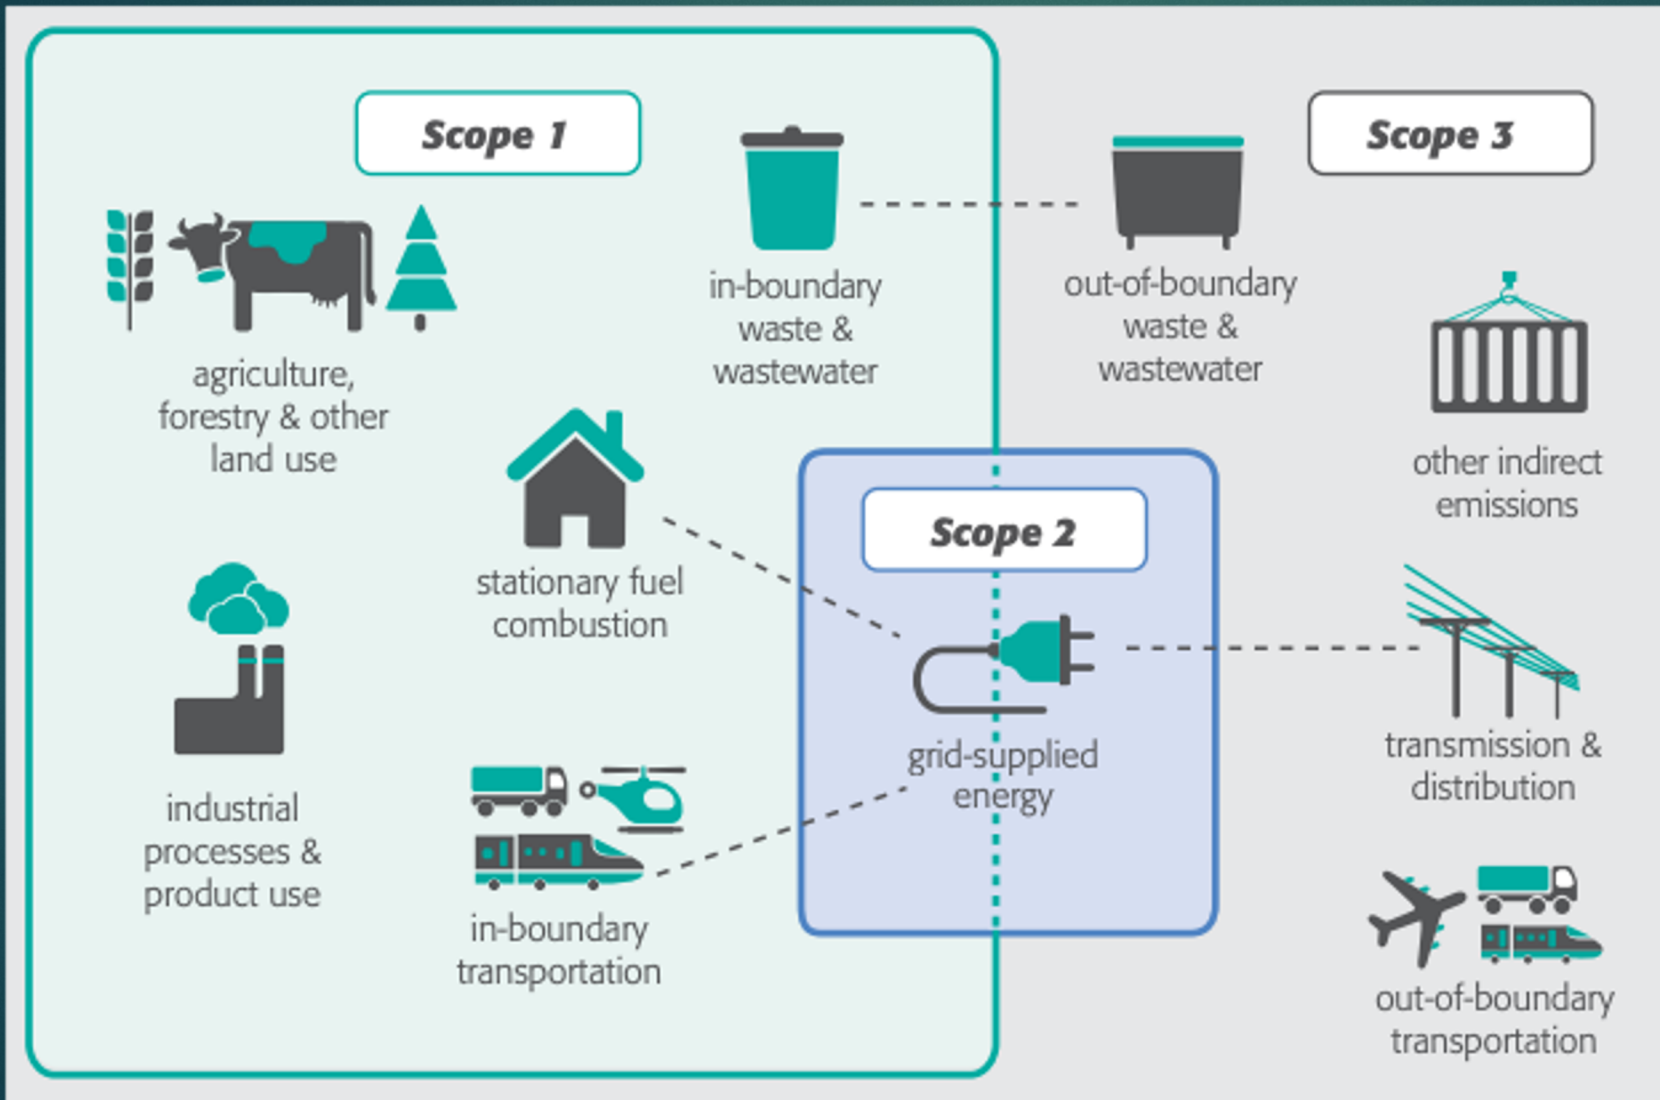 Scope 1
Scope 3
in-boundary
waste &
wastewater
out-of-boundary
waste &
wastewater
agriculture,
forestry & other
land use
other indirect
emissions
Scope 2
stationary fuel
combustion
grid-supplied
energy
transmission &
distribution
industrial
processes &
product use
in-boundary
transportation
out-of-boundary
transportation